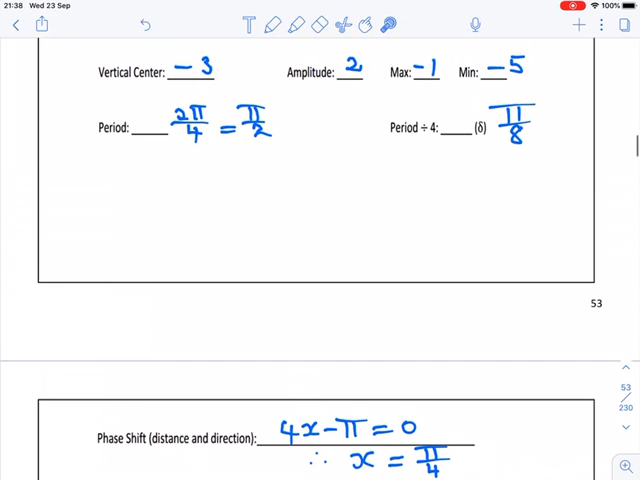 21:38 Wed 23 Sep 100%
Vertical Center: -3 Amplitude: 2 Max: -1 Min: -5
Period: 2π/4 = π/2 Period ÷ 4: (δ) π/8
53
53
230
Phase Shift (distance and direction): 4x - π = 0
∴ x = π/4